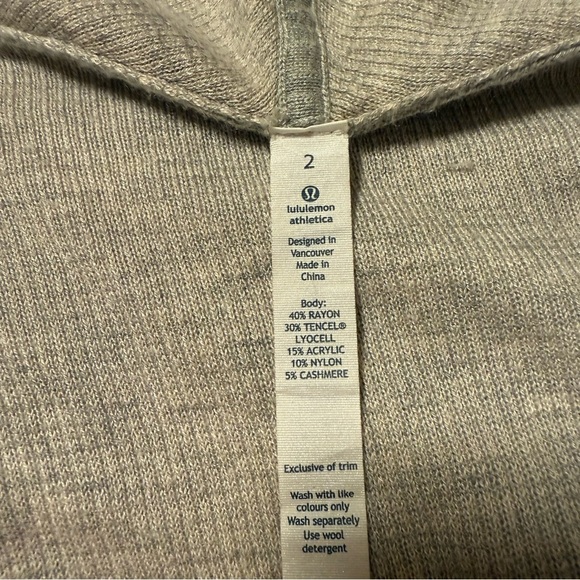 2
lululemon
athletica
Designed in
Vancouver
Made in
China
Body:
40% RAYON
30% TENCEL®
LYOCELL
15% ACRYLIC
10% NYLON
5% CASHMERE
Exclusive of trim
Wash with like
colours only
Wash separately
Use wool
detergent